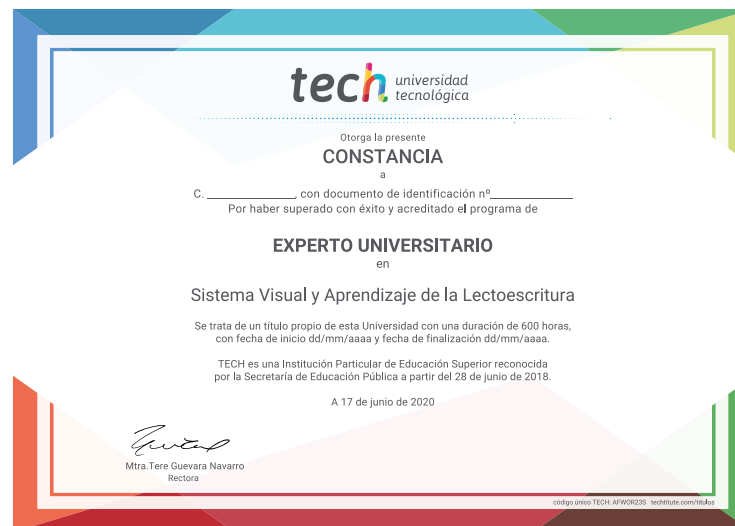 tech universidad
tecnológica
Otorga la presente
CONSTANCIA
a
C. ________________, con documento de identificación nº______________
Por haber superado con éxito y acreditado el programa de
EXPERTO UNIVERSITARIO
en
Sistema Visual y Aprendizaje de la Lectoescritura
Se trata de un título propio de esta Universidad con una duración de 600 horas,
con fecha de inicio dd/mm/aaaa y fecha de finalización dd/mm/aaaa.
TECH es una Institución Particular de Educación Superior reconocida
por la Secretaría de Educación Pública a partir del 28 de junio de 2018.
A 17 de junio de 2020
Mtra.Tere Guevara Navarro
Rectora
código único TECH: AFWOR23S techtitute.com/títulos